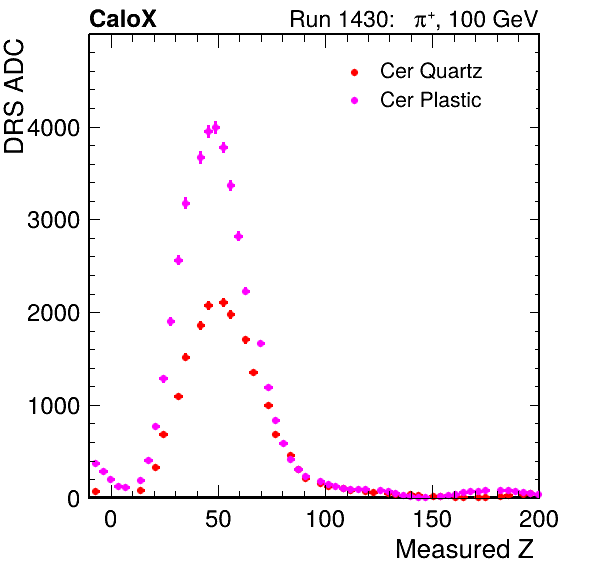 CaloX Run 1430: π⁺, 100 GeV
Cer Quartz
Cer Plastic
DRS ADC
4000
3000
2000
1000
0
0 50 100 150 200
Measured Z